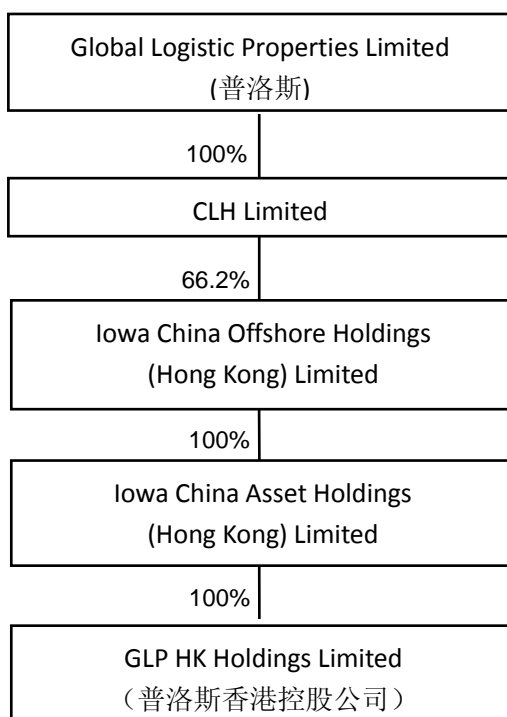 Global Logistic Properties Limited
(普洛斯)
100%
CLH Limited
66.2%
Iowa China Offshore Holdings
(Hong Kong) Limited
100%
Iowa China Asset Holdings
(Hong Kong) Limited
100%
GLP HK Holdings Limited
（普洛斯香港控股公司）